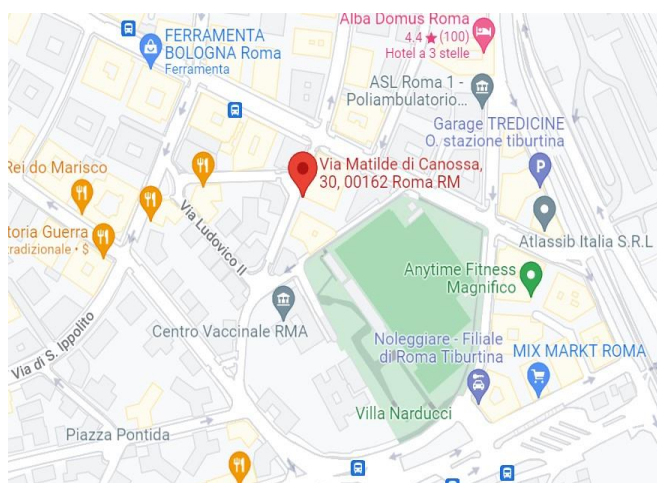 Alba Domus Roma
4,4 ★ (100)
Hotel a 3 stelle
FERRAMENTA
BOLOGNA Roma
Ferramenta
ASL Roma 1 -
Poliambulatorio...
Garage TREDICINE
O. stazione tiburtina
P
Via Matilde di Canossa,
30, 00162 Roma RM
Rei do Marisco
Via Ludovico II
toria Guerra
tradizionale • $
Atlassib Italia S.R.L
Anytime Fitness
Magnifico
Centro Vaccinale RMA
Noleggiare - Filiale
di Roma Tiburtina
MIX MARKT ROMA
Via di S. Ippolito
Villa Narducci
Piazza Pontida